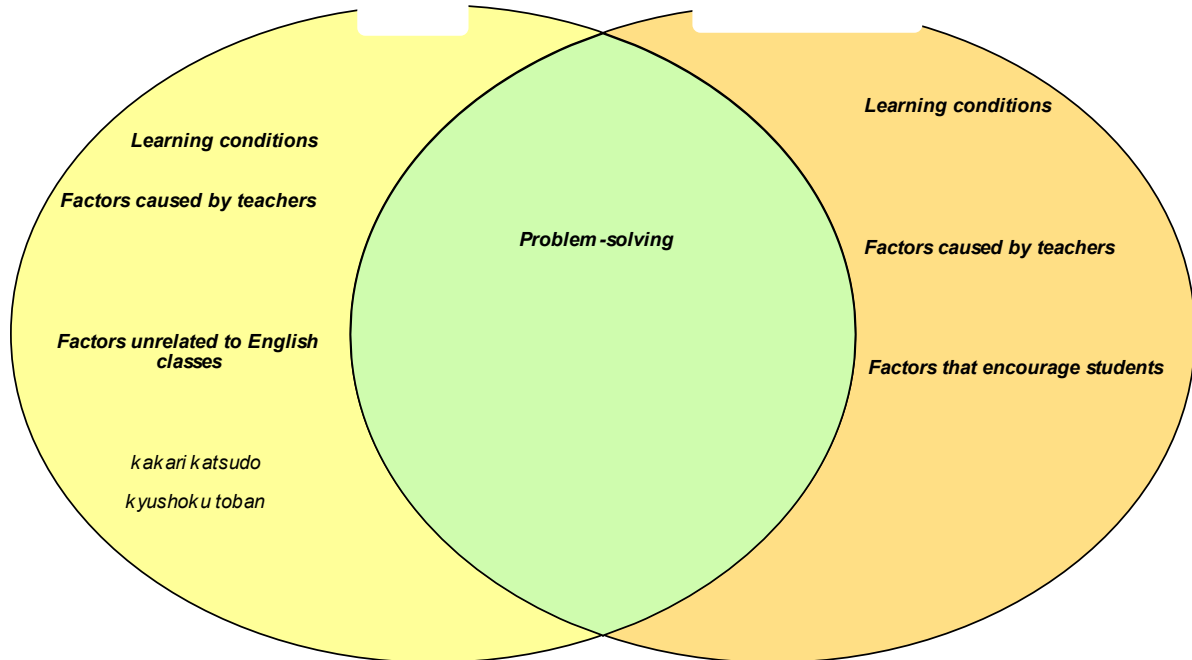 Learning conditions
Factors caused by teachers
Factors unrelated to English
classes
kakari katsudo
kyushoku toban
Problem-solving
Learning conditions
Factors caused by teachers
Factors that encourage students